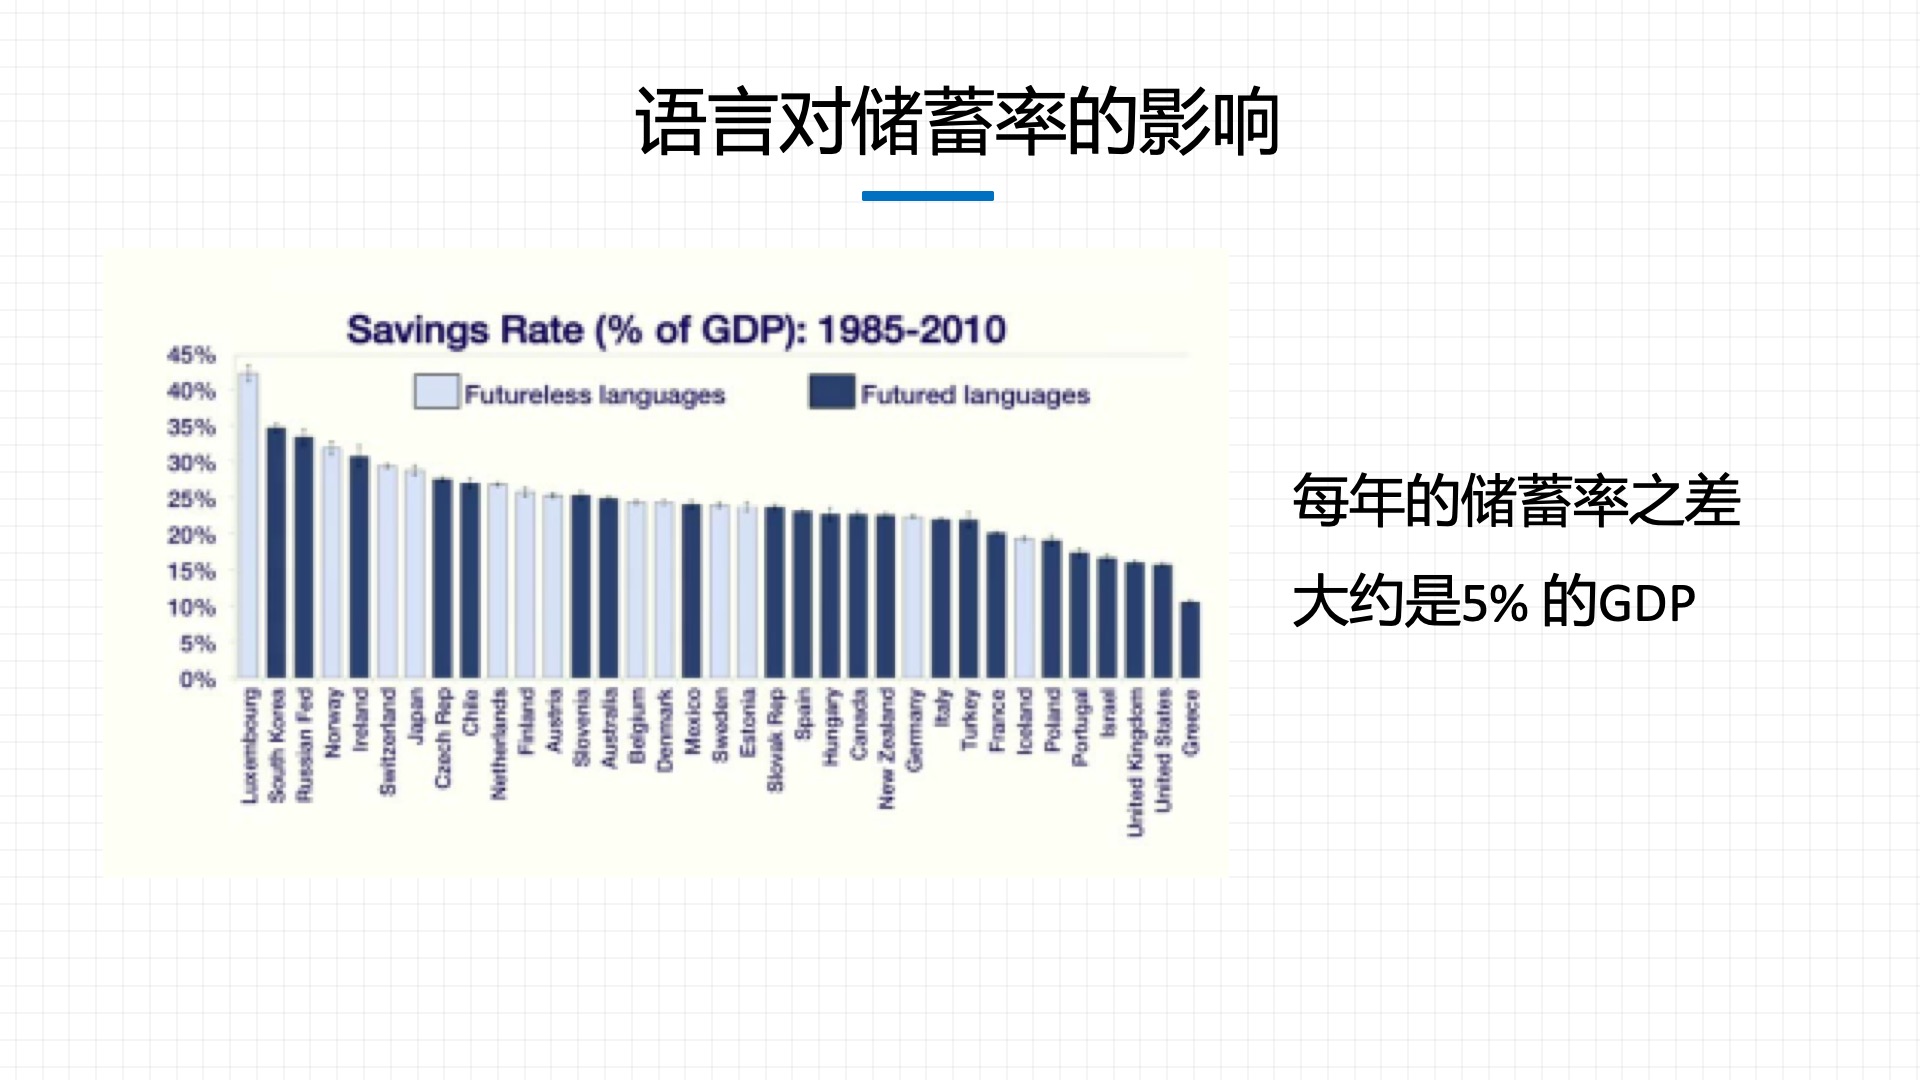 语言对储蓄率的影响
Savings Rate (% of GDP): 1985-2010
Futureless languages
Futured languages
45%
40%
35%
30%
25%
20%
15%
10%
5%
0%
Luxembourg
South Korea
Russian Fed
Norway
Ireland
Switzerland
Japan
Czech Rep
Chile
Netherlands
Finland
Austria
Slovenia
Australia
Belgium
Denmark
Mexico
Sweden
Estonia
Slovak Rep
Spain
Hungary
Canada
New Zealand
Germany
Italy
Turkey
France
Iceland
Poland
Portugal
Israel
United Kingdom
United States
Greece
每年的储蓄率之差
大约是5% 的GDP